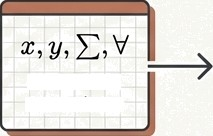 x, y, ∑, ∀